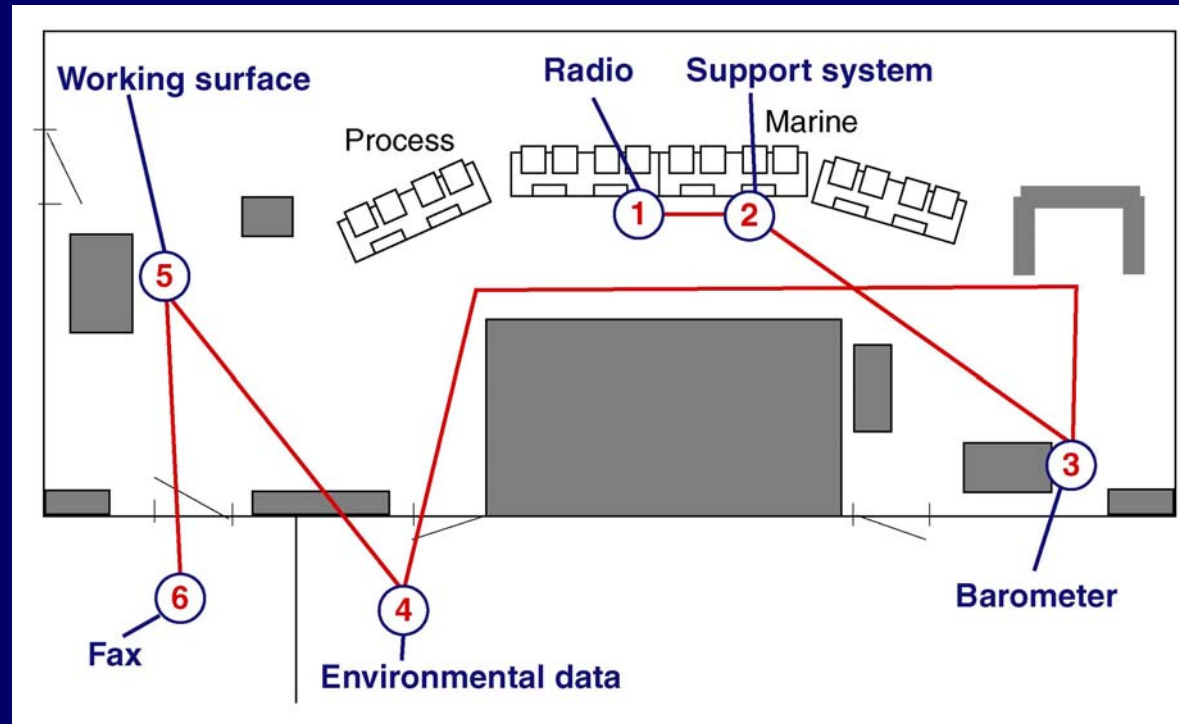 Radio
Support system
Working surface
Marine
Process
1
2
5
3
6
4
Barometer
Fax
Environmental data